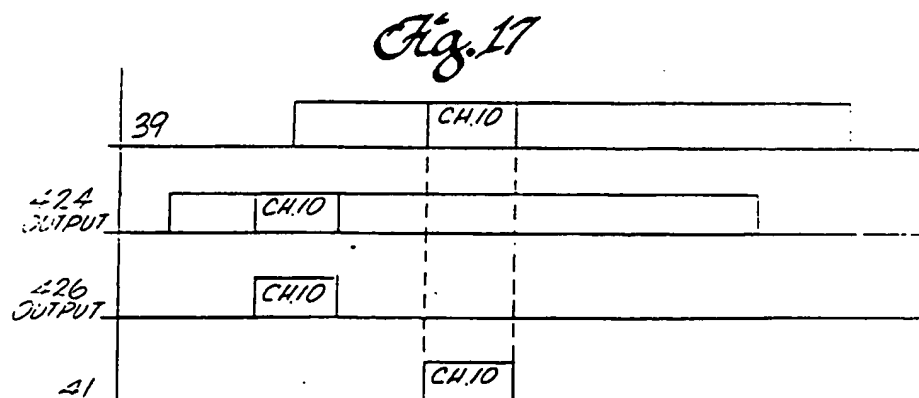 Fig. 17
39
CH.10
424
OUTPUT
CH.10
426
OUTPUT
CH.10
41
CH.10